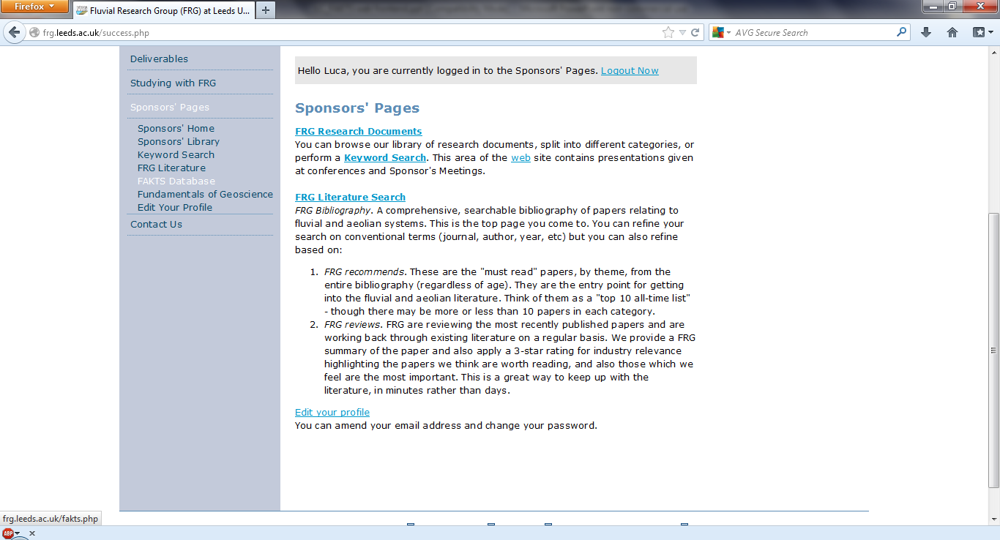 Firefox
Fluvial Research Group (FRG) at Leeds U...
frg.leeds.ac.uk/success.php
AVG Secure Search
Deliverables
Studying with FRG
Sponsors' Pages
Sponsors' Home
Sponsors' Library
Keyword Search
FRG Literature
FAKTS Database
Fundamentals of Geoscience
Edit Your Profile
Contact Us
Hello Luca, you are currently logged in to the Sponsors' Pages. Logout Now
Sponsors' Pages
FRG Research Documents
You can browse our library of research documents, split into different categories, or
perform a Keyword Search. This area of the web site contains presentations given
at conferences and Sponsor's Meetings.
FRG Literature Search
FRG Bibliography. A comprehensive, searchable bibliography of papers relating to
fluvial and aeolian systems. This is the top page you come to. You can refine your
search on conventional terms (journal, author, year, etc) but you can also refine
based on:
1. FRG recommends. These are the "must read" papers, by theme, from the
entire bibliography (regardless of age). They are the entry point for getting
into the fluvial and aeolian literature. Think of them as a "top 10 all-time list"
- though there may be more or less than 10 papers in each category.
2. FRG reviews. FRG are reviewing the most recently published papers and are
working back through existing literature on a regular basis. We provide a FRG
summary of the paper and also apply a 3-star rating for industry relevance
highlighting the papers we think are worth reading, and also those which we
feel are the most important. This is a great way to keep up with the
literature, in minutes rather than days.
Edit your profile
You can amend your email address and change your password.
frg.leeds.ac.uk/fakts.php
ABP